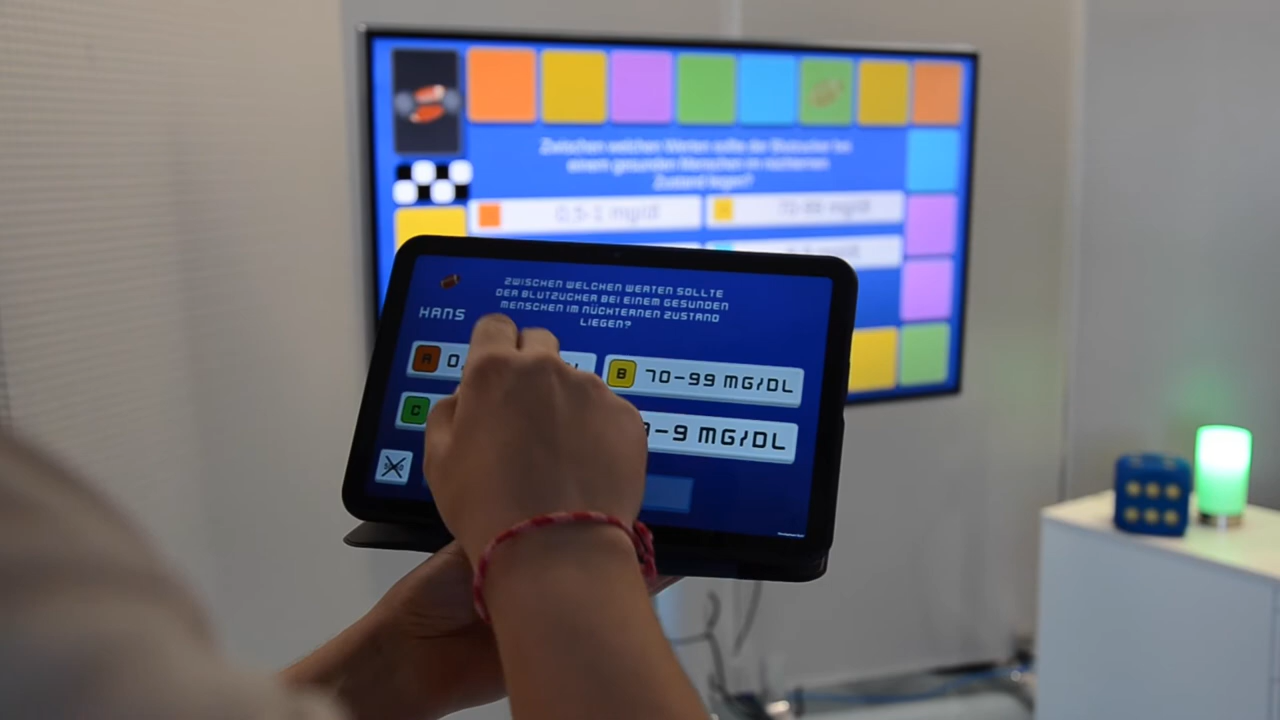 Zwischen welchen Werten sollte der Blutzucker bei
einem gesunden Menschen im nüchternen
Zustand liegen?
0,5-1 mg/dl
70-99 mg/dl
ZWISCHEN WELCHEN WERTEN SOLLTE
DER BLUTZUCKER BEI EINEM GESUNDEN
MENSCHEN IM NÜCHTERNEN ZUSTAND
LIEGEN?
HANS
A 0,
B 70-99 MG/DL
C
-9 MG/DL